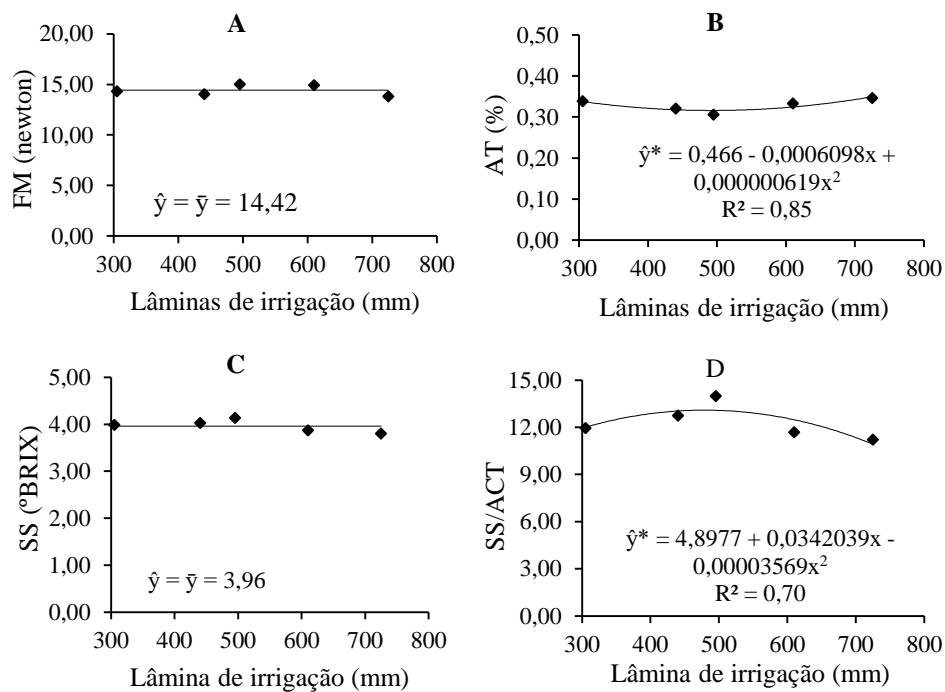 A
20,00
15,00
10,00
5,00
0,00
FM (newton)
ŷ = ȳ = 14,42
300 400 500 600 700 800
Lâminas de irrigação (mm)
B
0,50
0,40
0,30
0,20
0,10
0,00
AT (%)
ŷ* = 0,466 - 0,0006098x +
0,000000619x²
R² = 0,85
300 400 500 600 700 800
Lâminas de irrigação (mm)
C
5,00
4,00
3,00
2,00
1,00
0,00
SS (ºBRIX)
ŷ = ȳ = 3,96
300 400 500 600 700 800
Lâmina de irrigação (mm)
D
15,00
12,00
9,00
6,00
3,00
0,00
SS/ACT
ŷ* = 4,8977 + 0,0342039x -
0,00003569x²
R² = 0,70
300 400 500 600 700 800
Lâmina de irrigação (mm)